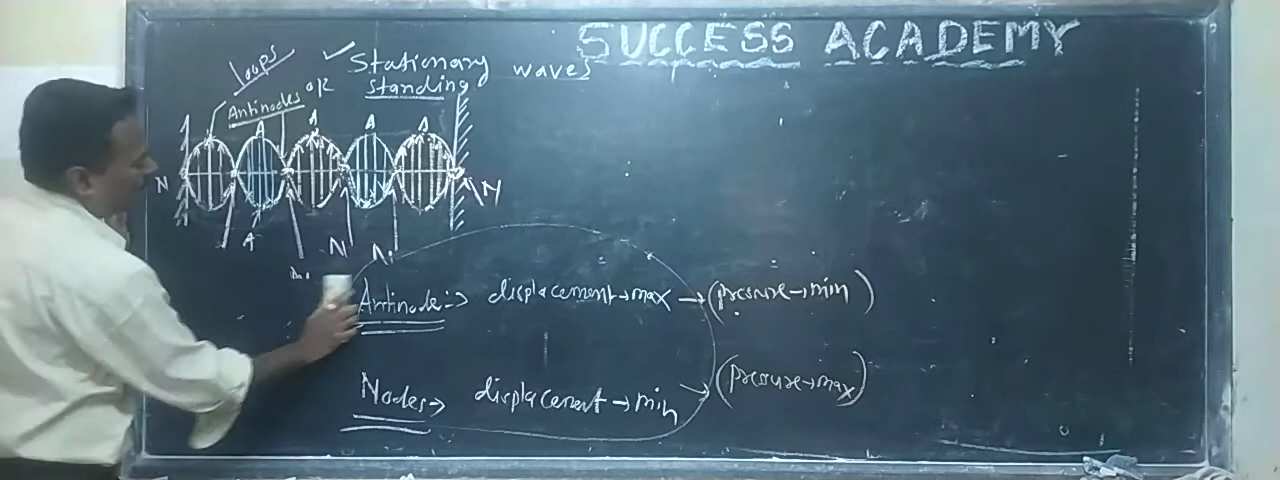 SUCCESS ACADEMY
Loops ✓ Stationary waves
Antinodes or standing
A A A A
N N
A N N
Antinode :→ displacement → max → (pressure → min)
Nodes → displacement → min → (pressure → max)